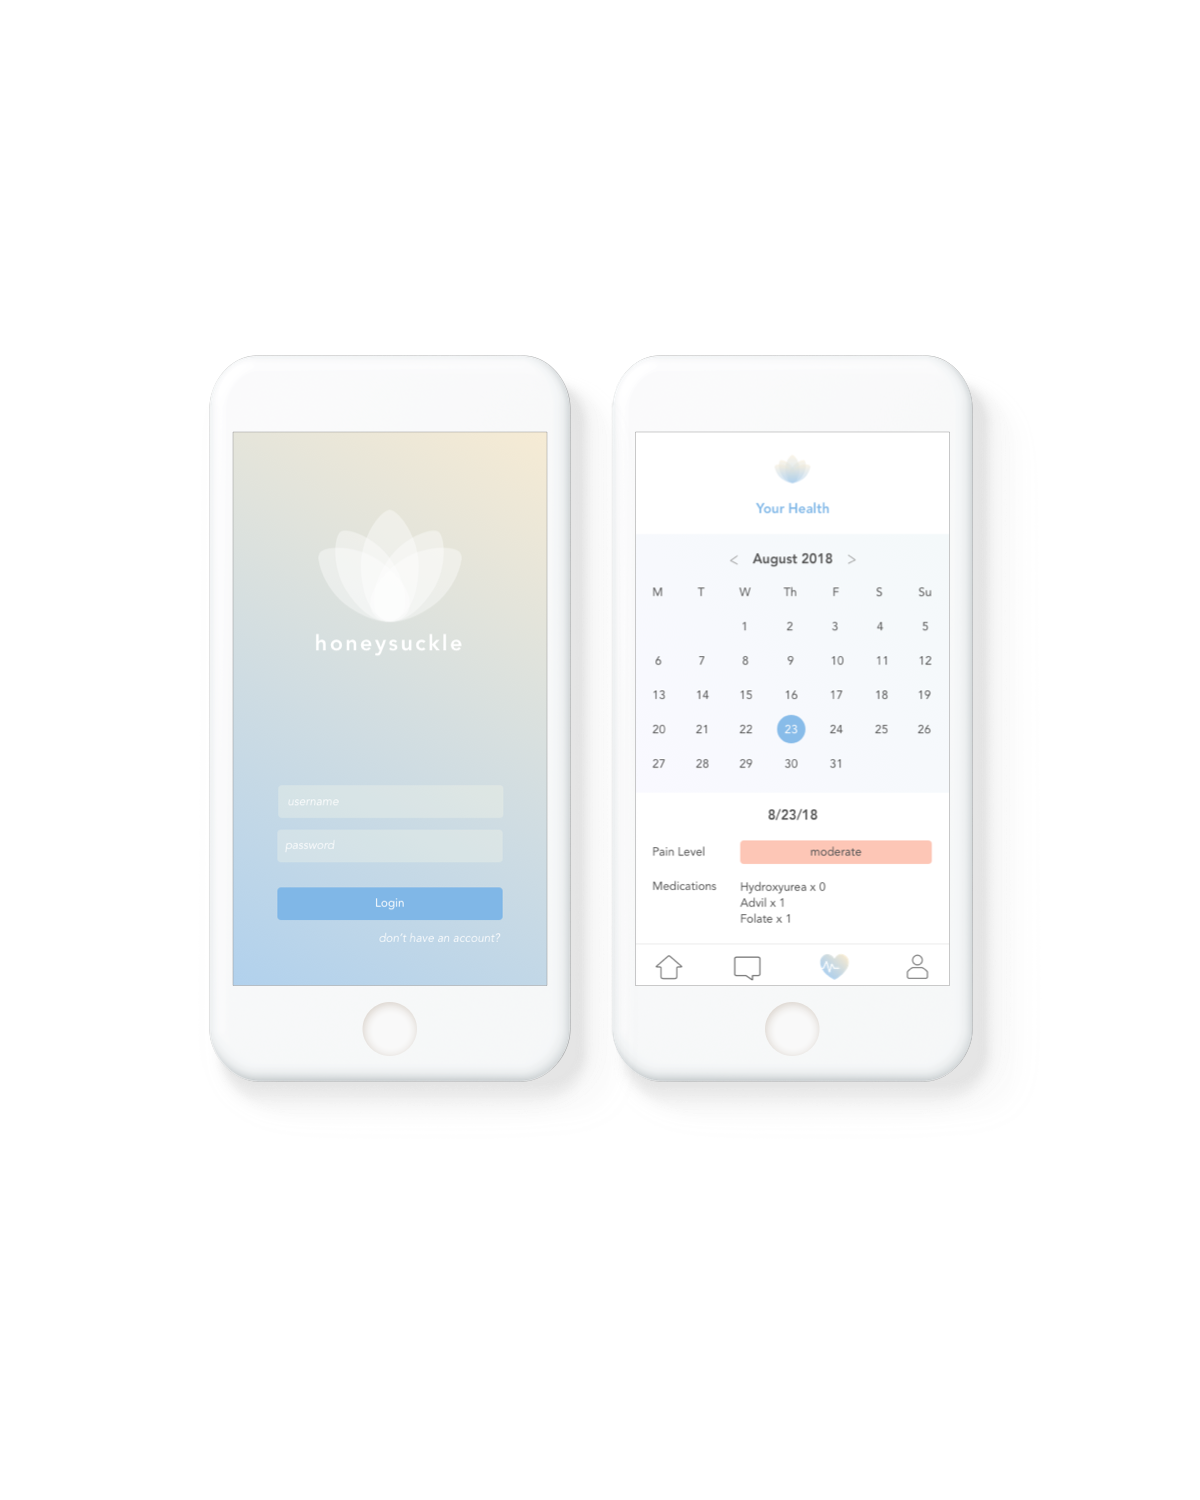 honeysuckle
username
password
Login
don't have an account?
Your Health
< August 2018 >
M T W Th F S Su
1 2 3 4 5
6 7 8 9 10 11 12
13 14 15 16 17 18 19
20 21 22 23 24 25 26
27 28 29 30 31
8/23/18
Pain Level moderate
Medications Hydroxyurea x 0
Advil x 1
Folate x 1